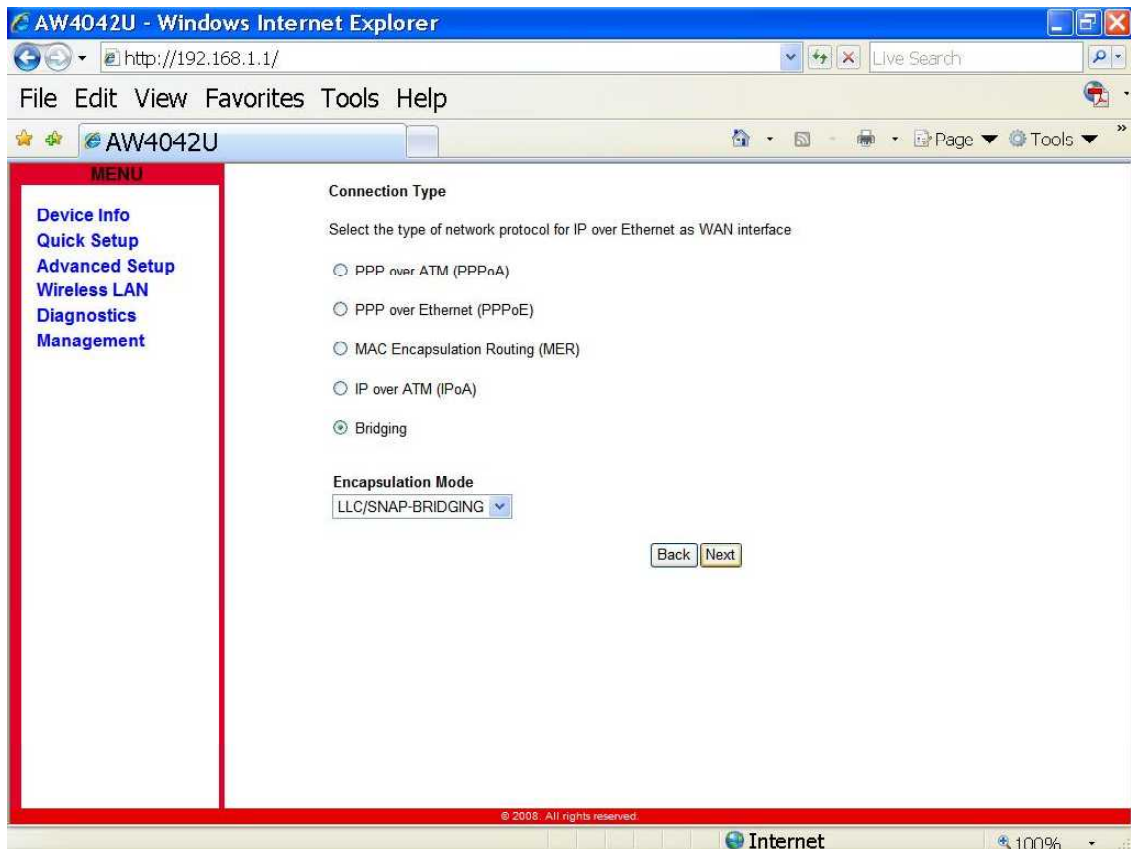 AW4042U - Windows Internet Explorer
http://192.168.1.1/
Live Search
File Edit View Favorites Tools Help
AW4042U
Page Tools »
MENU
Device Info
Quick Setup
Advanced Setup
Wireless LAN
Diagnostics
Management
Connection Type
Select the type of network protocol for IP over Ethernet as WAN interface
PPP over ATM (PPPoA)
PPP over Ethernet (PPPoE)
MAC Encapsulation Routing (MER)
IP over ATM (IPoA)
Bridging
Encapsulation Mode
LLC/SNAP-BRIDGING
Back Next
© 2008. All rights reserved.
Internet 100%